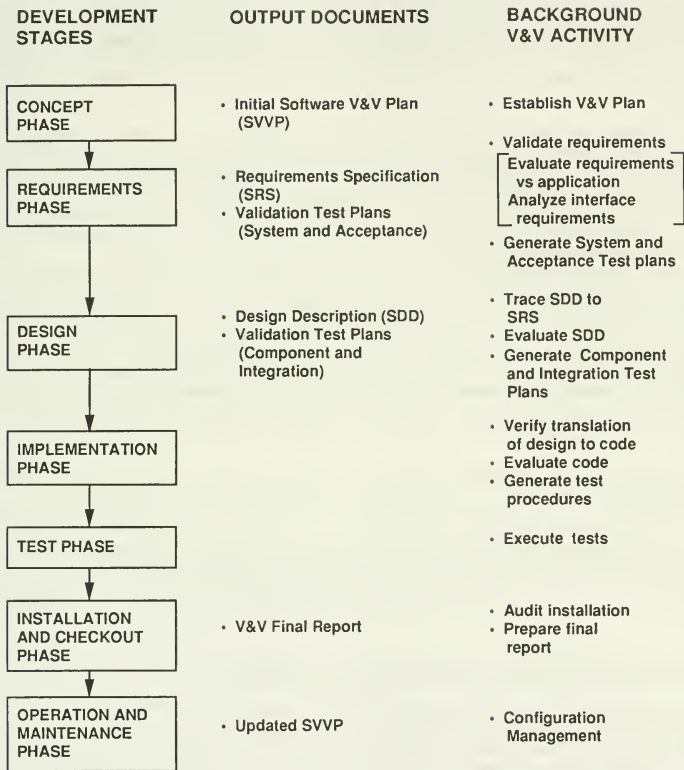 DEVELOPMENT
STAGES
OUTPUT DOCUMENTS
BACKGROUND
V&V ACTIVITY
CONCEPT
PHASE
• Initial Software V&V Plan
(SVVP)
• Establish V&V Plan
REQUIREMENTS
PHASE
• Requirements Specification
(SRS)
• Validation Test Plans
(System and Acceptance)
• Validate requirements
Evaluate requirements
vs application
Analyze interface
requirements
• Generate System and
Acceptance Test plans
DESIGN
PHASE
• Design Description (SDD)
• Validation Test Plans
(Component and
Integration)
• Trace SDD to
SRS
• Evaluate SDD
• Generate Component
and Integration Test
Plans
IMPLEMENTATION
PHASE
• Verify translation
of design to code
• Evaluate code
• Generate test
procedures
TEST PHASE
• Execute tests
INSTALLATION
AND CHECKOUT
PHASE
• V&V Final Report
• Audit installation
• Prepare final
report
OPERATION AND
MAINTENANCE
PHASE
• Updated SVVP
• Configuration
Management